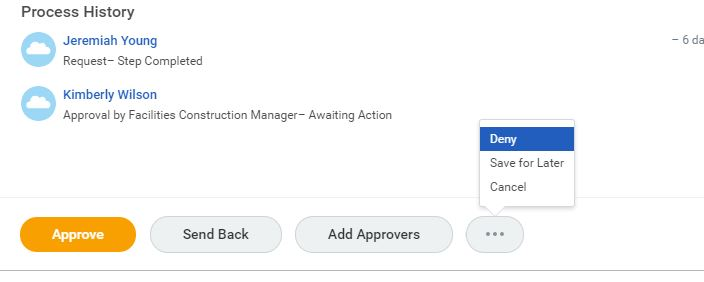 Process History
Jeremiah Young
– 6 da
Request– Step Completed
Kimberly Wilson
Approval by Facilities Construction Manager– Awaiting Action
Deny
Save for Later
Cancel
Approve
Send Back
Add Approvers